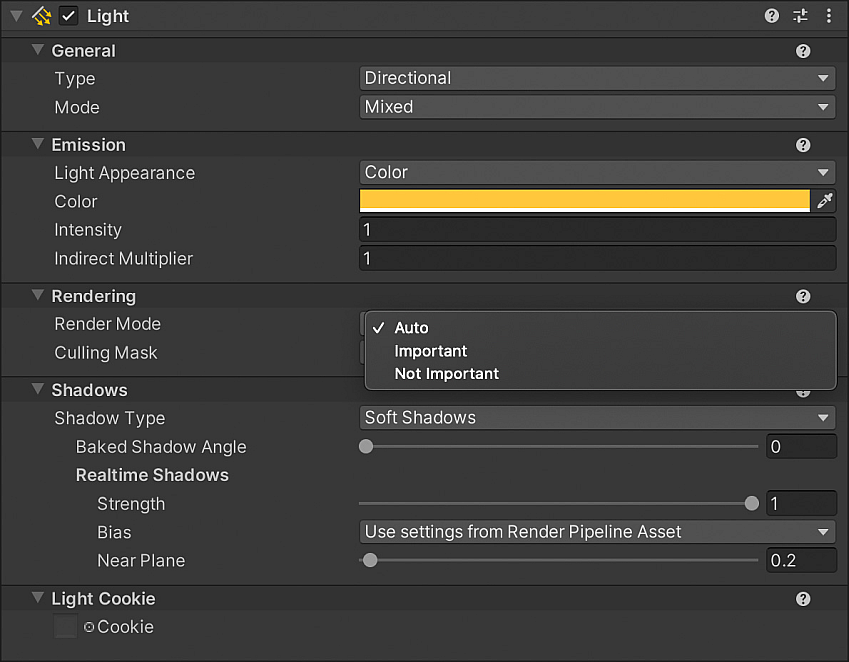 Light
General
Type Directional
Mode Mixed
Emission
Light Appearance Color
Color
Intensity 1
Indirect Multiplier 1
Rendering
Render Mode Auto
Important
Culling Mask
Not Important
Shadows
Shadow Type Soft Shadows
Baked Shadow Angle 0
Realtime Shadows
Strength 1
Bias Use settings from Render Pipeline Asset
Near Plane 0.2
Light Cookie
Cookie